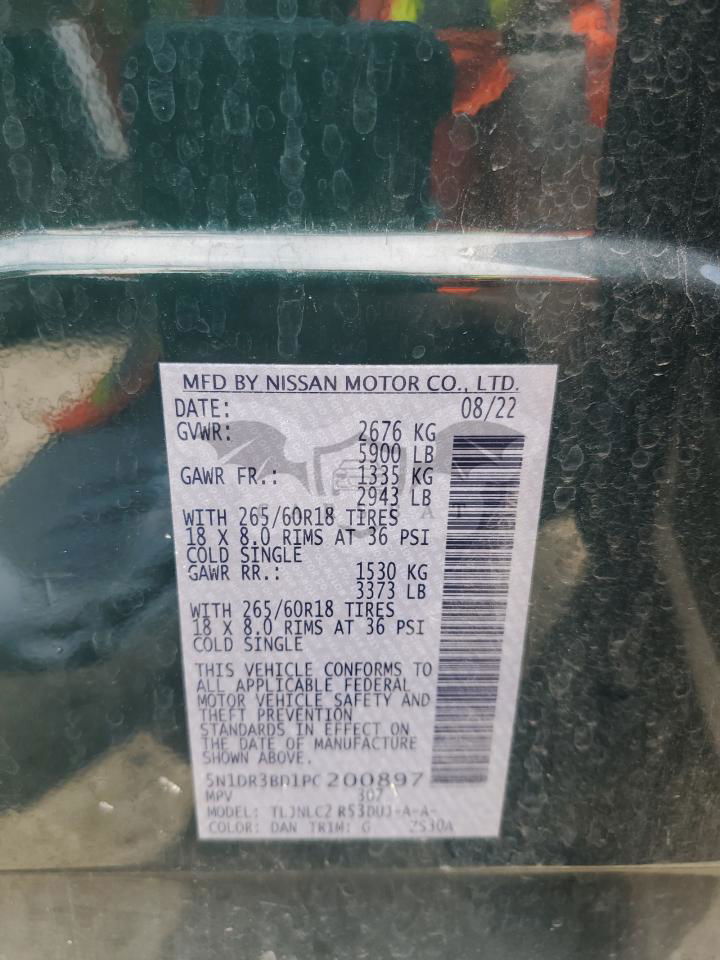 MFD BY NISSAN MOTOR CO., LTD.
DATE: 08/22
GVWR: 2676 KG
5900 LB
GAWR FR.: 1335 KG
2943 LB
WITH 265/60R18 TIRES
18 X 8.0 RIMS AT 36 PSI
COLD SINGLE
GAWR RR.: 1530 KG
3373 LB
WITH 265/60R18 TIRES
18 X 8.0 RIMS AT 36 PSI
COLD SINGLE
THIS VEHICLE CONFORMS TO
ALL APPLICABLE FEDERAL
MOTOR VEHICLE SAFETY AND
THEFT PREVENTION
STANDARDS IN EFFECT ON
THE DATE OF MANUFACTURE
SHOWN ABOVE.
5N1DR3BD1PC200897
MPV 307
MODEL: TLJNLC2 R53DUJ-A-A-
COLOR: DAN TRIM: G ZS30A